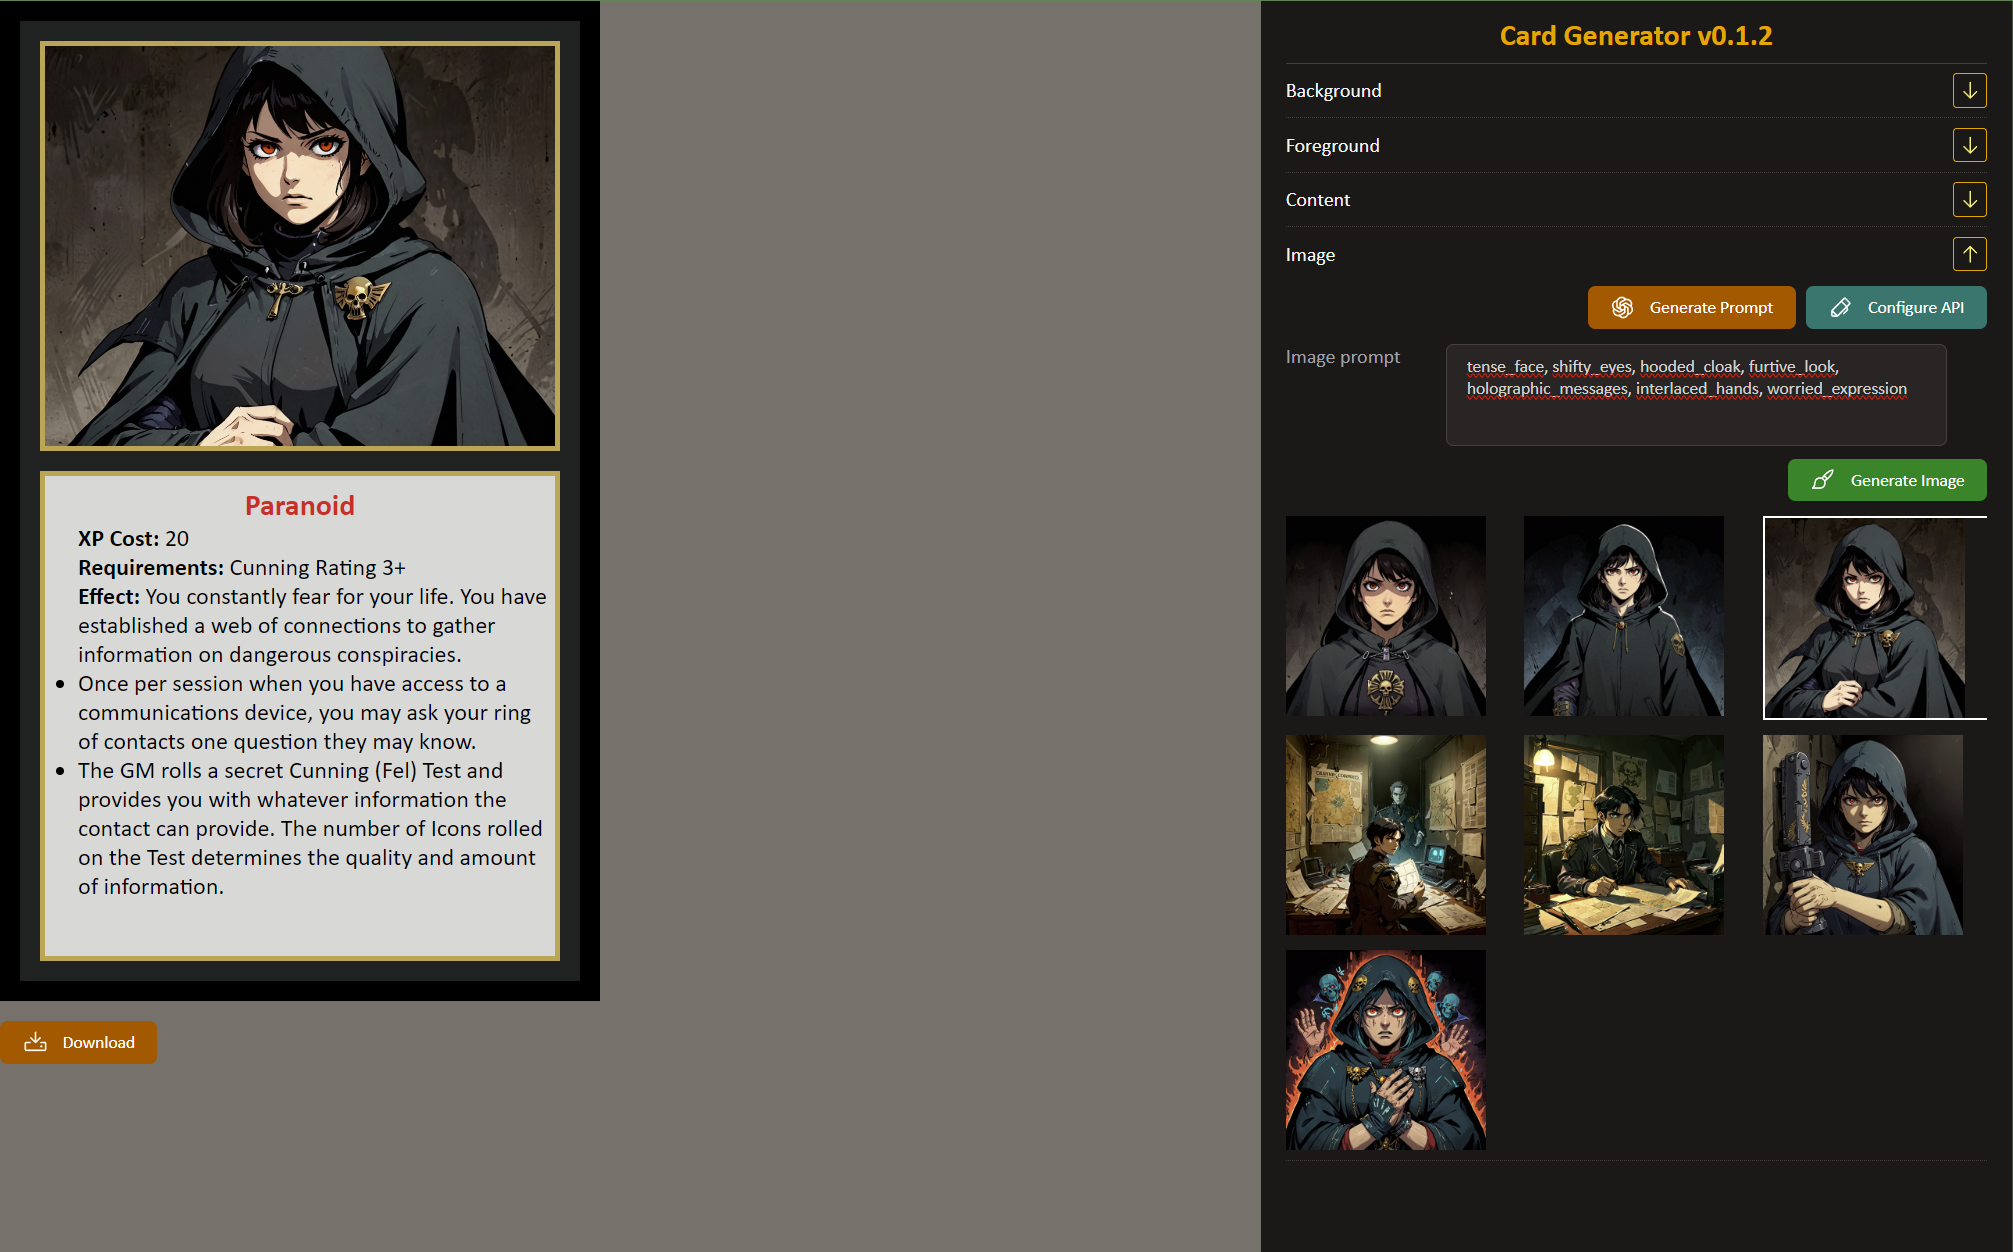 Paranoid
XP Cost: 20
Requirements: Cunning Rating 3+
Effect: You constantly fear for your life. You have
established a web of connections to gather
information on dangerous conspiracies.
Once per session when you have access to a
communications device, you may ask your ring
of contacts one question they may know.
The GM rolls a secret Cunning (Fel) Test and
provides you with whatever information the
contact can provide. The number of Icons rolled
on the Test determines the quality and amount
of information.
Download
Card Generator v0.1.2
Background
Foreground
Content
Image
Generate Prompt
Configure API
Image prompt
tense_face, shifty_eyes, hooded_cloak, furtive_look,
holographic_messages, interlaced_hands, worried_expression
Generate Image